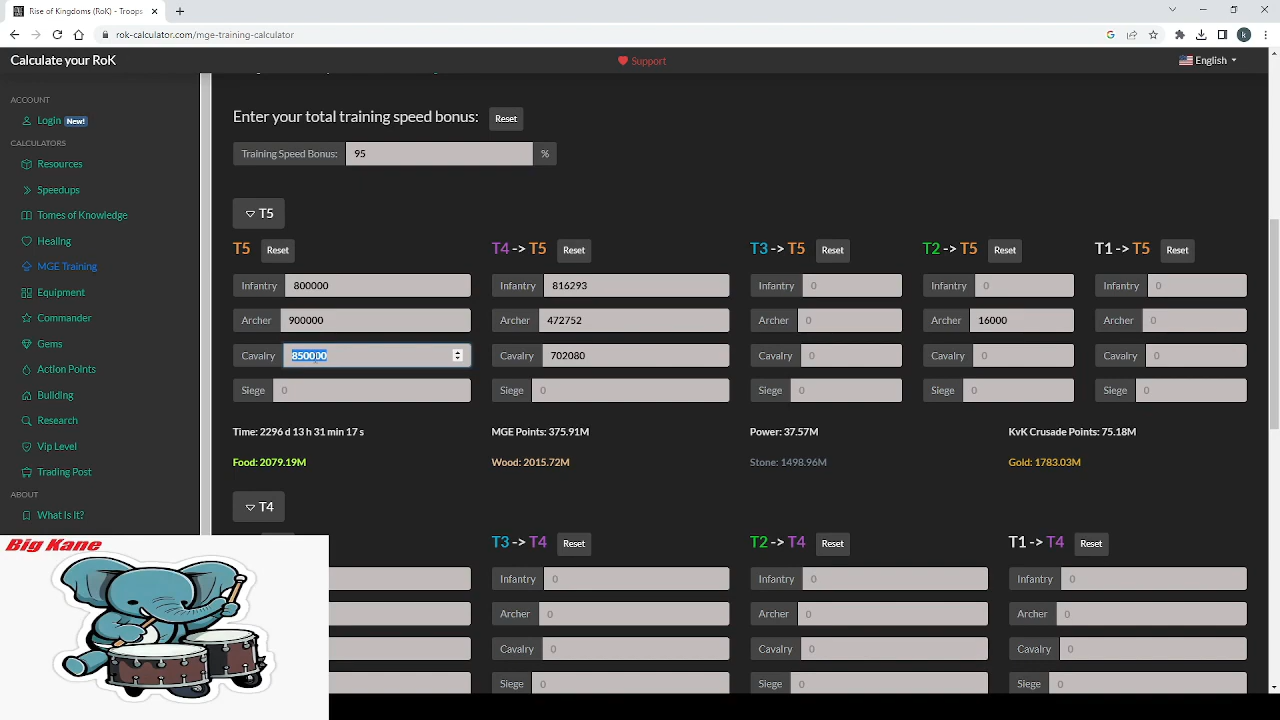 Rise of Kingdoms (RoK) - Troops
rok-calculator.com/mge-training-calculator
Calculate your RoK
Support
English
ACCOUNT
Login New!
CALCULATORS
Resources
Speedups
Tomes of Knowledge
Healing
MGE Training
Equipment
Commander
Gems
Action Points
Building
Research
Vip Level
Trading Post
ABOUT
What Is It?
Enter your total training speed bonus: Reset
Training Speed Bonus: 95 %
T5
T5 Reset T4 -> T5 Reset T3 -> T5 Reset T2 -> T5 Reset T1 -> T5 Reset
Infantry 800000 Infantry 816293 Infantry 0 Infantry 0 Infantry 0
Archer 900000 Archer 472752 Archer 0 Archer 16000 Archer 0
Cavalry 850000 Cavalry 702080 Cavalry 0 Cavalry 0 Cavalry 0
Siege 0 Siege 0 Siege 0 Siege 0 Siege 0
Time: 2296 d 13 h 31 min 17 s MGE Points: 375.91M Power: 37.57M KvK Crusade Points: 75.18M
Food: 2079.19M Wood: 2015.72M Stone: 1498.96M Gold: 1783.03M
T4
T3 -> T4 Reset T2 -> T4 Reset T1 -> T4 Reset
Infantry 0 Infantry 0 Infantry 0
Archer 0 Archer 0 Archer 0
Cavalry 0 Cavalry 0 Cavalry 0
Siege 0 Siege 0 Siege 0
Big Kane